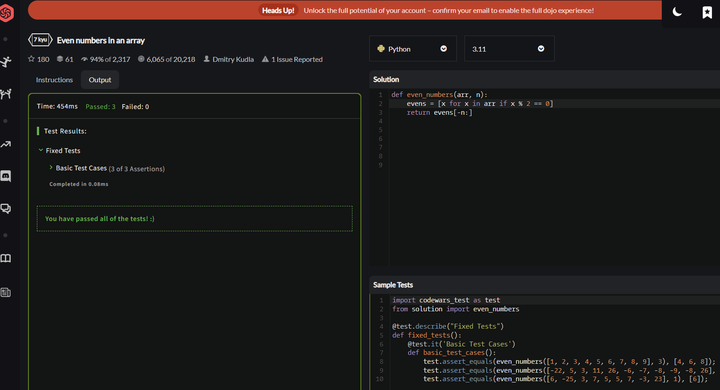 Heads Up! Unlock the full potential of your account – confirm your email to enable the full dojo experience!
7 kyu Even numbers in an array
180 61 94% of 2,317 6,065 of 20,218 Dmitry Kudla 1 Issue Reported
Instructions Output
Time: 454ms Passed: 3 Failed: 0
Test Results:
Fixed Tests
Basic Test Cases (3 of 3 Assertions)
Completed in 0.06ms
You have passed all of the tests! :)
Python 3.11
Solution
1 def even_numbers(arr, n):
2 evens = [x for x in arr if x % 2 == 0]
3 return evens[-n:]
4
5
6
7
8
9
Sample Tests
1 import codewars_test as test
2 from solution import even_numbers
3
4 @test.describe("Fixed Tests")
5 def fixed_tests():
6 @test.it('Basic Test Cases')
7 def basic_test_cases():
8 test.assert_equals(even_numbers([1, 2, 3, 4, 5, 6, 7, 8, 9], 3), [4, 6, 8]);
9 test.assert_equals(even_numbers([-22, 5, 3, 11, 26, -6, -7, -8, -9, -8, 26],
10 test.assert_equals(even_numbers([6, -25, 3, 7, 5, 5, 7, -3, 23], 1), [6]);